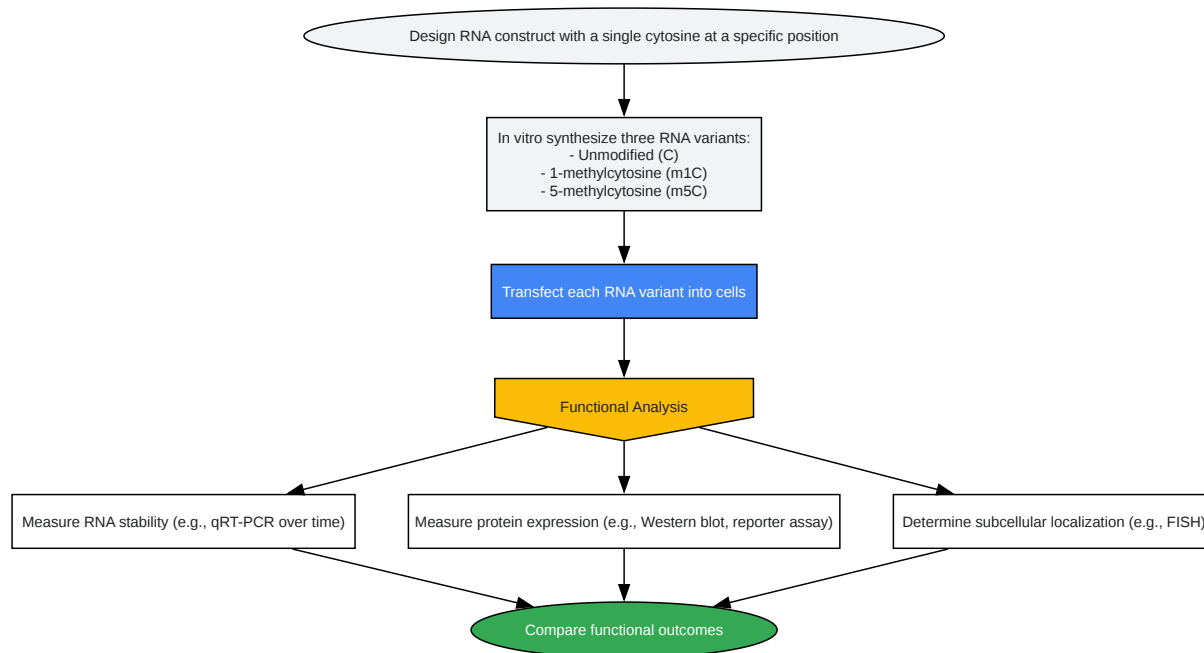 Design RNA construct with a single cytosine at a specific position
In vitro synthesize three RNA variants:
- Unmodified (C)
- 1-methylcytosine (m1C)
- 5-methylcytosine (m5C)
Transfect each RNA variant into cells
Functional Analysis
Measure RNA stability (e.g., qRT-PCR over time)
Measure protein expression (e.g., Western blot, reporter assay)
Determine subcellular localization (e.g., FISH)
Compare functional outcomes